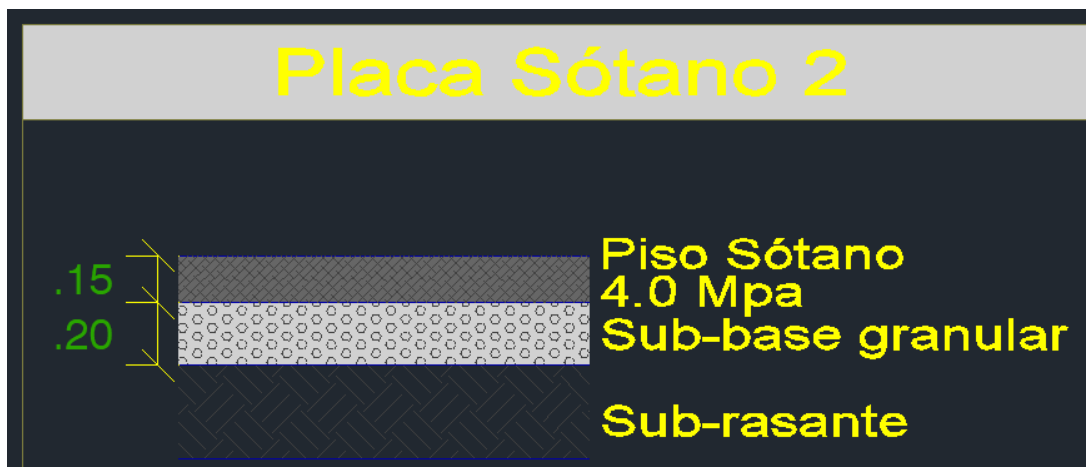 Placa Sótano 2
.15
Piso Sótano
4.0 Mpa
.20
Sub-base granular
Sub-rasante